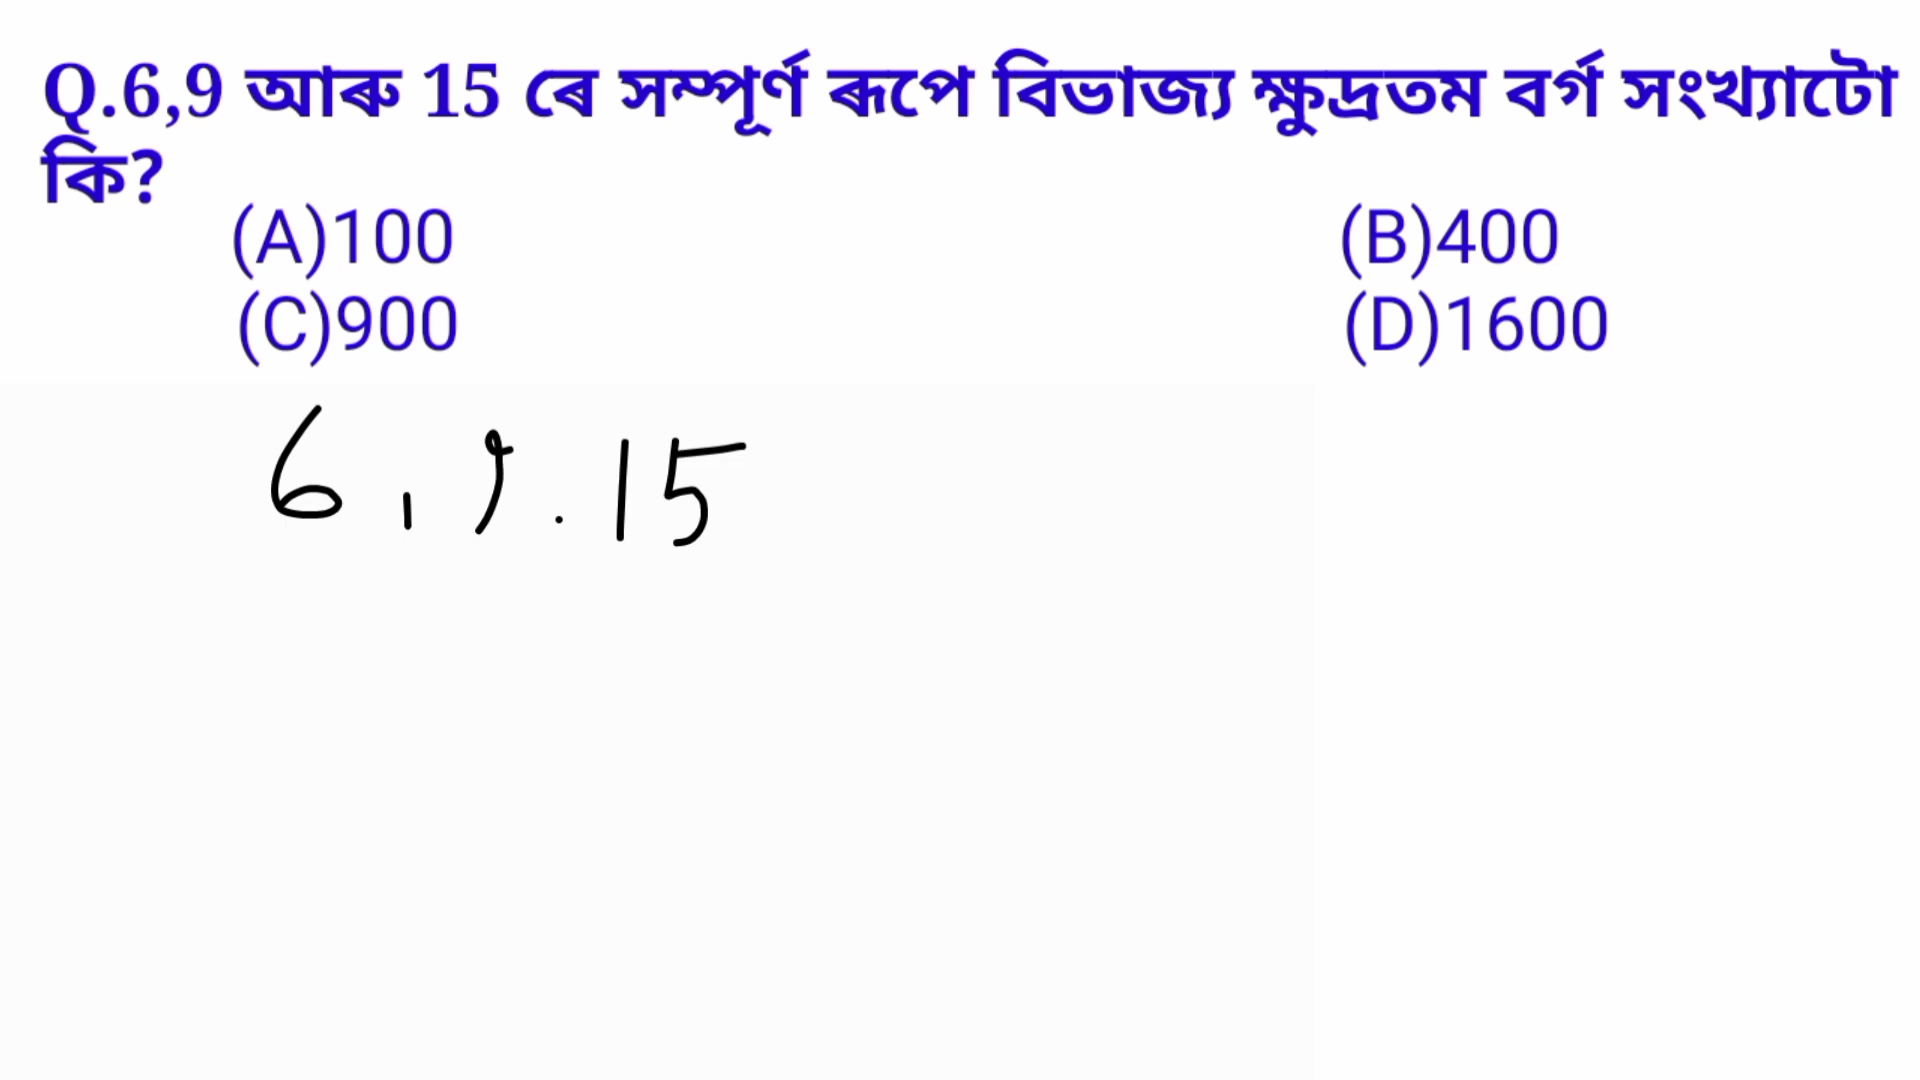 Q.6,9 আৰু 15 ৰে সম্পূৰ্ণ ৰূপে বিভাজ্য ক্ষুদ্ৰতম বৰ্গ সংখ্যাটো
কি?
(A)100 (B)400
(C)900 (D)1600
6 , 9 . 15